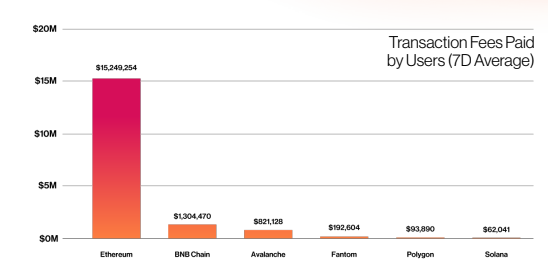 Transaction Fees Paid
by Users (7D Average)
$20M
$15M
$10M
$5M
$0M
$15,249,254
$1,304,470
$821,128
$192,604
$93,890
$62,041
Ethereum
BNB Chain
Avalanche
Fantom
Polygon
Solana